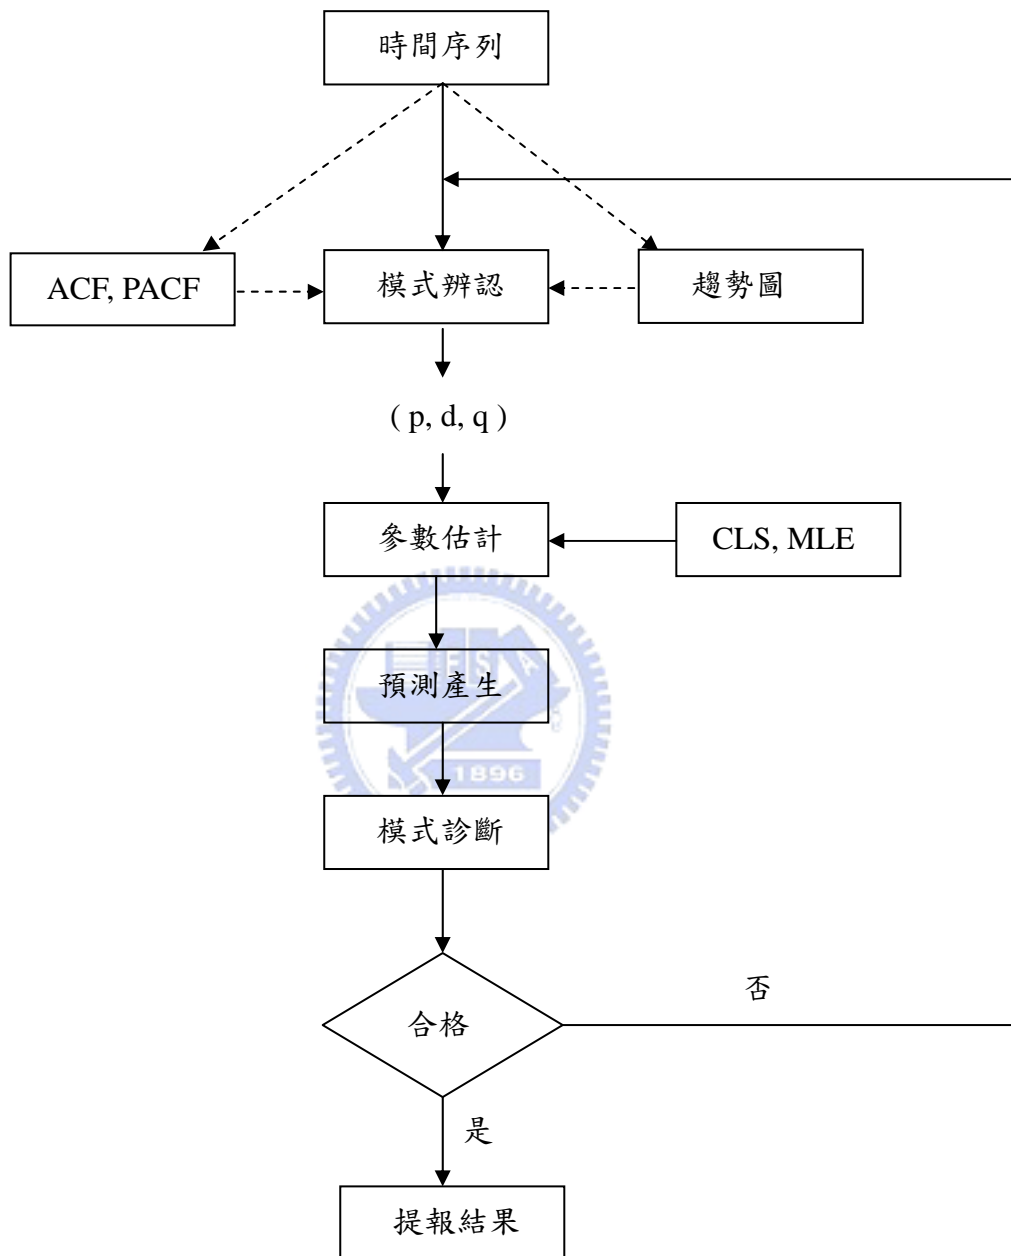 時間序列
ACF, PACF
模式辨認
趨勢圖
( p, d, q )
參數估計
CLS, MLE
預測產生
1896
模式診斷
合格
否
是
提報結果